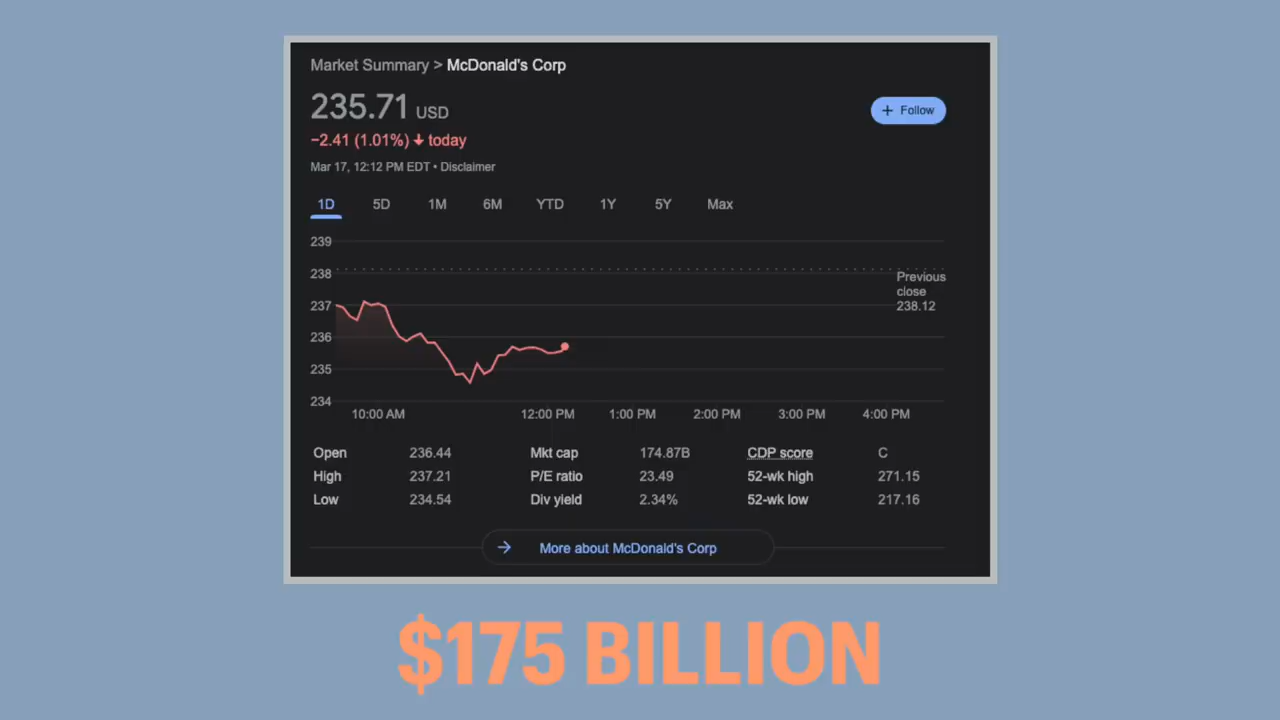 Market Summary > McDonald's Corp
235.71 USD
+ Follow
−2.41 (1.01%) ↓ today
Mar 17, 12:12 PM EDT • Disclaimer
1D 5D 1M 6M YTD 1Y 5Y Max
239
238
237
236
235
234
Previous
close
238.12
10:00 AM 12:00 PM 1:00 PM 2:00 PM 3:00 PM 4:00 PM
Open 236.44 Mkt cap 174.87B CDP score C
High 237.21 P/E ratio 23.49 52-wk high 271.15
Low 234.54 Div yield 2.34% 52-wk low 217.16
→ More about McDonald's Corp
$175 BILLION